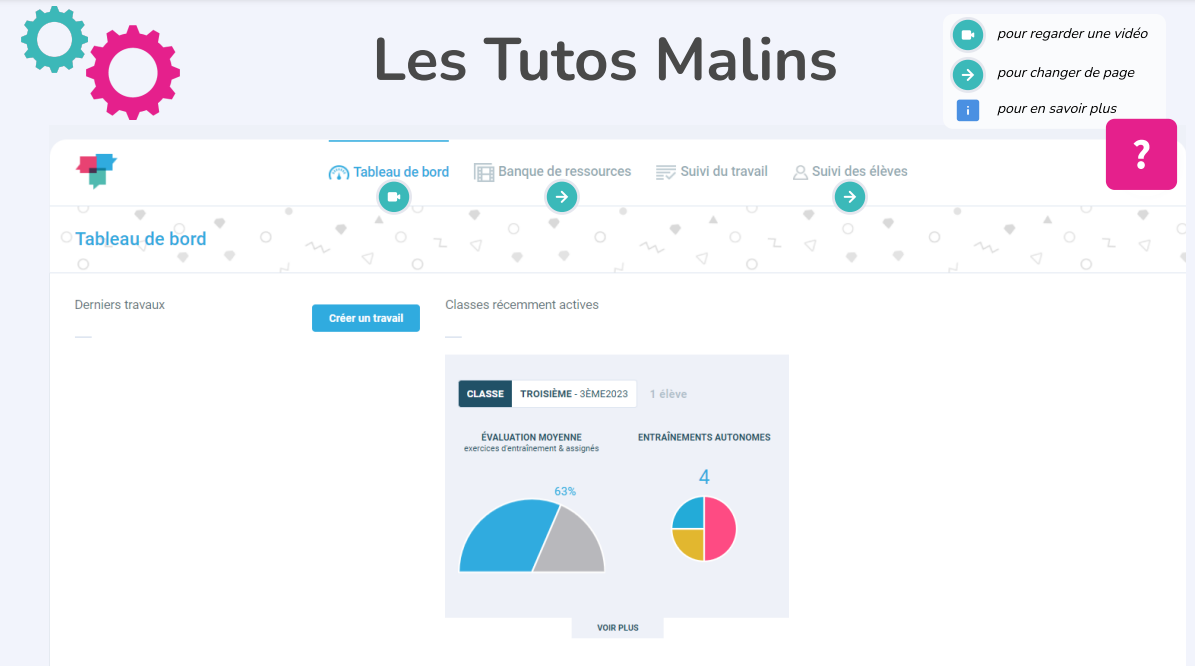 Les Tutos Malins
pour regarder une vidéo
pour changer de page
i
pour en savoir plus
?
Tableau de bord
Banque de ressources
Suivi du travail
Suivi des élèves
Tableau de bord
Derniers travaux
Créer un travail
Classes récemment actives
CLASSE
TROISIÈME - 3ÈME2023
1 élève
ÉVALUATION MOYENNE
exercices d'entraînement & assignés
ENTRAÎNEMENTS AUTONOMES
63%
4
VOIR PLUS